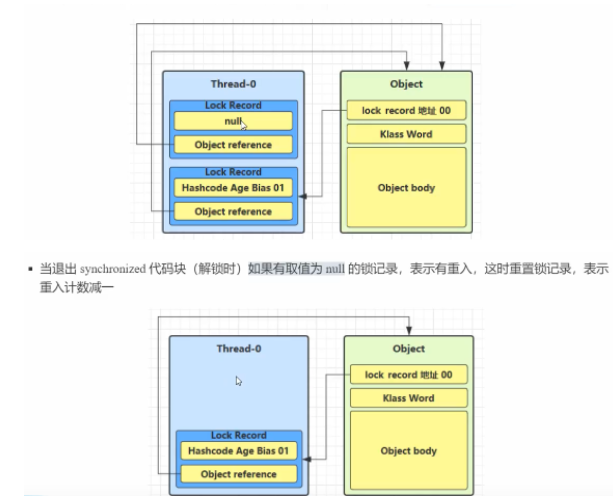 Thread-0
Object
Lock Record
null
Object reference
Lock Record
Hashcode Age Bias 01
Object reference
lock record 地址 00
Klass Word
Object body
当退出 synchronized 代码块（解锁时）如果有取值为 null 的锁记录，表示有重入，这时重置锁记录，表示
重入计数减一
Thread-0
Object
Lock Record
Hashcode Age Bias 01
Object reference
lock record 地址 00
Klass Word
Object body